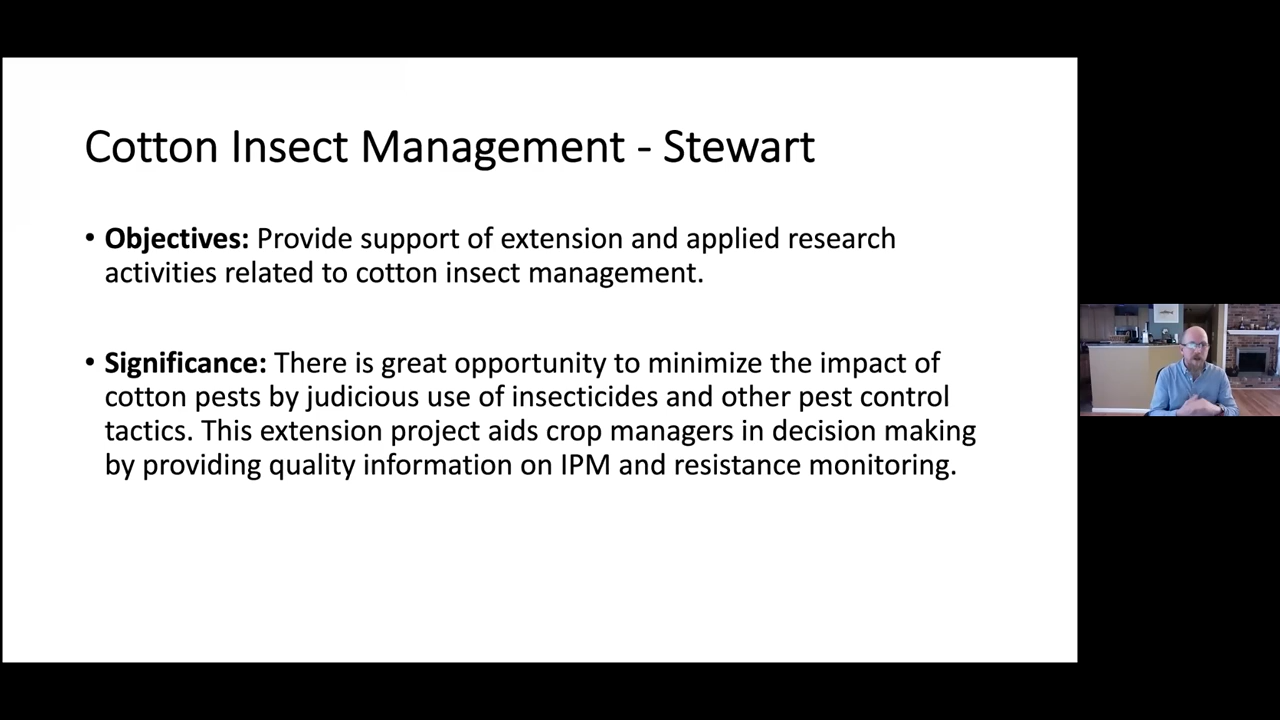 Cotton Insect Management - Stewart
• Objectives: Provide support of extension and applied research
activities related to cotton insect management.
• Significance: There is great opportunity to minimize the impact of
cotton pests by judicious use of insecticides and other pest control
tactics. This extension project aids crop managers in decision making
by providing quality information on IPM and resistance monitoring.